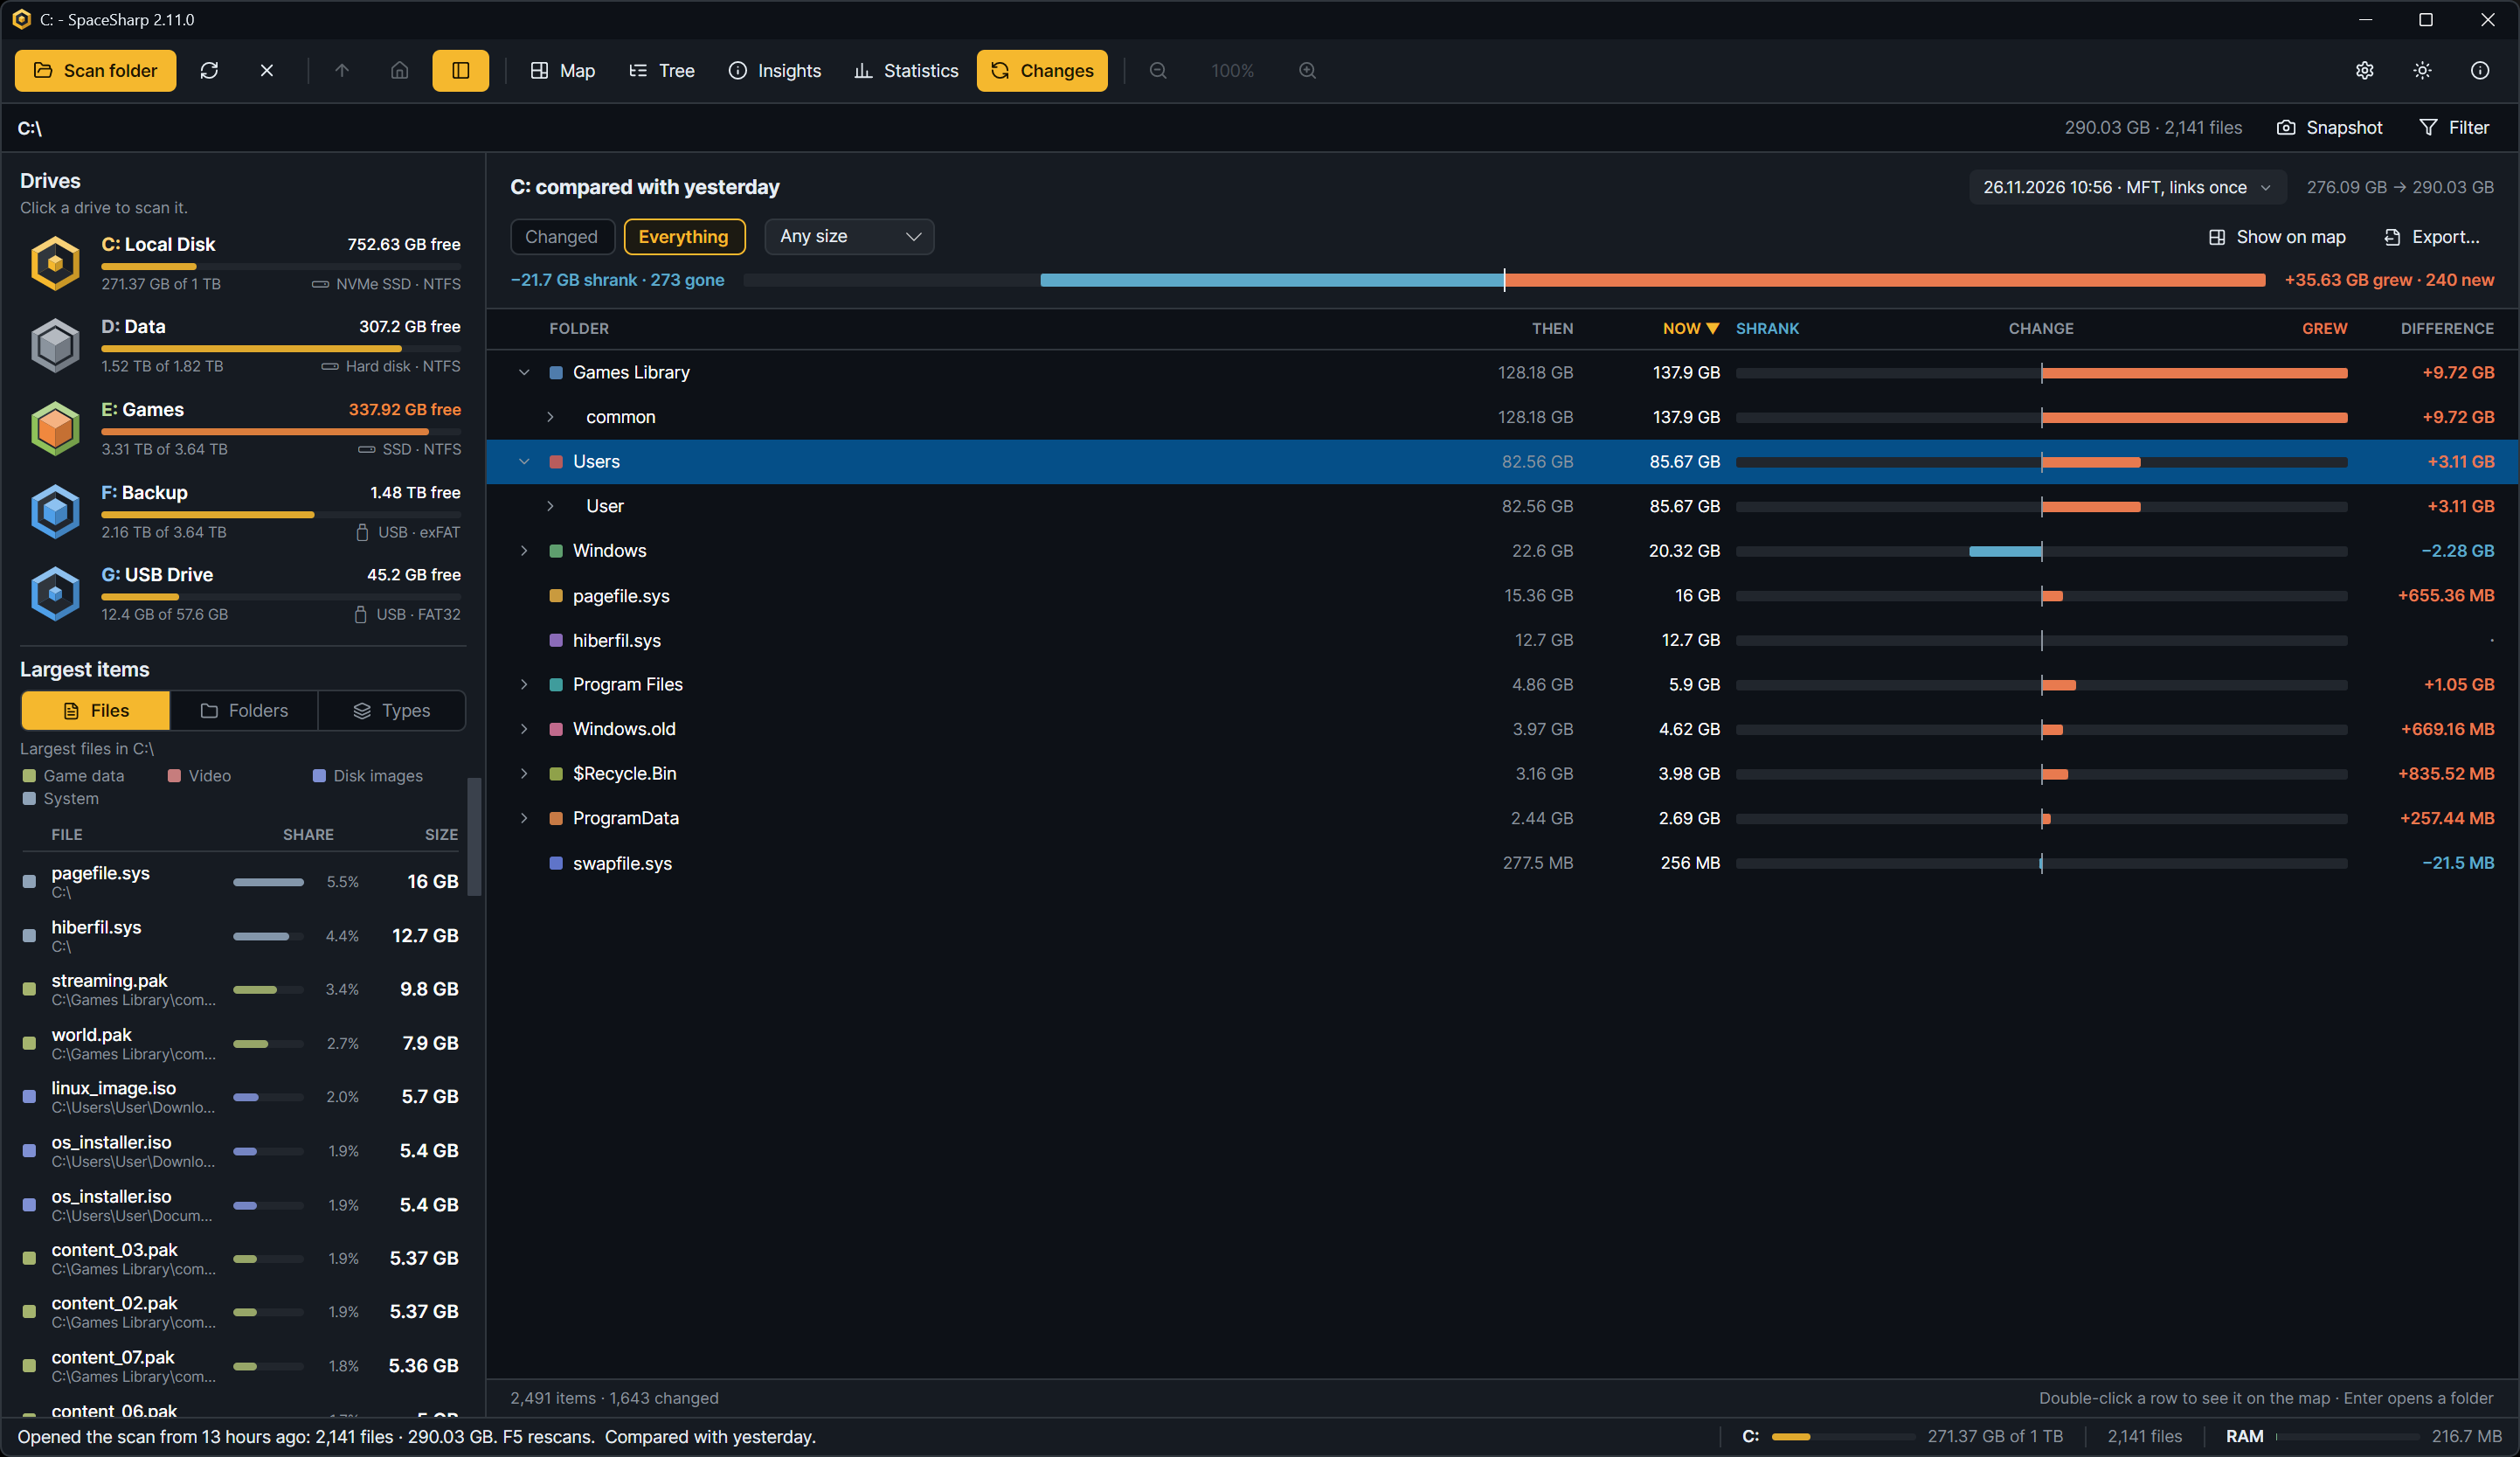 C: - SpaceSharp 2.11.0
Scan folder
Map
Tree
Insights
Statistics
Changes
100%
C:\
290.03 GB · 2,141 files
Snapshot
Filter
Drives
Click a drive to scan it.
C: Local Disk
752.63 GB free
271.37 GB of 1 TB
NVMe SSD · NTFS
D: Data
307.2 GB free
1.52 TB of 1.82 TB
Hard disk · NTFS
E: Games
337.92 GB free
3.31 TB of 3.64 TB
SSD · NTFS
F: Backup
1.48 TB free
2.16 TB of 3.64 TB
USB · exFAT
G: USB Drive
45.2 GB free
12.4 GB of 57.6 GB
USB · FAT32
Largest items
Files
Folders
Types
Largest files in C:\
Game data
Video
Disk images
System
FILE SHARE SIZE
pagefile.sys 5.5% 16 GB
C:\
hiberfil.sys 4.4% 12.7 GB
C:\
streaming.pak 3.4% 9.8 GB
C:\Games Library\com...
world.pak 2.7% 7.9 GB
C:\Games Library\com...
linux_image.iso 2.0% 5.7 GB
C:\Users\User\Downlo...
os_installer.iso 1.9% 5.4 GB
C:\Users\User\Downlo...
os_installer.iso 1.9% 5.4 GB
C:\Users\User\Docum...
content_03.pak 1.9% 5.37 GB
C:\Games Library\com...
content_02.pak 1.9% 5.37 GB
C:\Games Library\com...
content_07.pak 1.8% 5.36 GB
C:\Games Library\com...
content_06.pak
C: compared with yesterday
26.11.2026 10:56 · MFT, links once
276.09 GB → 290.03 GB
Changed
Everything
Any size
Show on map
Export...
−21.7 GB shrank · 273 gone
+35.63 GB grew · 240 new
FOLDER THEN NOW ▼ SHRANK CHANGE GREW DIFFERENCE
Games Library 128.18 GB 137.9 GB +9.72 GB
common 128.18 GB 137.9 GB +9.72 GB
Users 82.56 GB 85.67 GB +3.11 GB
User 82.56 GB 85.67 GB +3.11 GB
Windows 22.6 GB 20.32 GB −2.28 GB
pagefile.sys 15.36 GB 16 GB +655.36 MB
hiberfil.sys 12.7 GB 12.7 GB ·
Program Files 4.86 GB 5.9 GB +1.05 GB
Windows.old 3.97 GB 4.62 GB +669.16 MB
$Recycle.Bin 3.16 GB 3.98 GB +835.52 MB
ProgramData 2.44 GB 2.69 GB +257.44 MB
swapfile.sys 277.5 MB 256 MB −21.5 MB
2,491 items · 1,643 changed
Double-click a row to see it on the map · Enter opens a folder
Opened the scan from 13 hours ago: 2,141 files · 290.03 GB. F5 rescans. Compared with yesterday.
C: 271.37 GB of 1 TB
2,141 files
RAM 216.7 MB